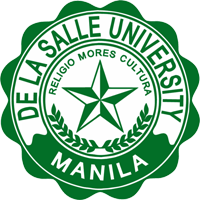 DE LA SALLE UNIVERSITY
RELIGIO MORES CULTURA
MANILA